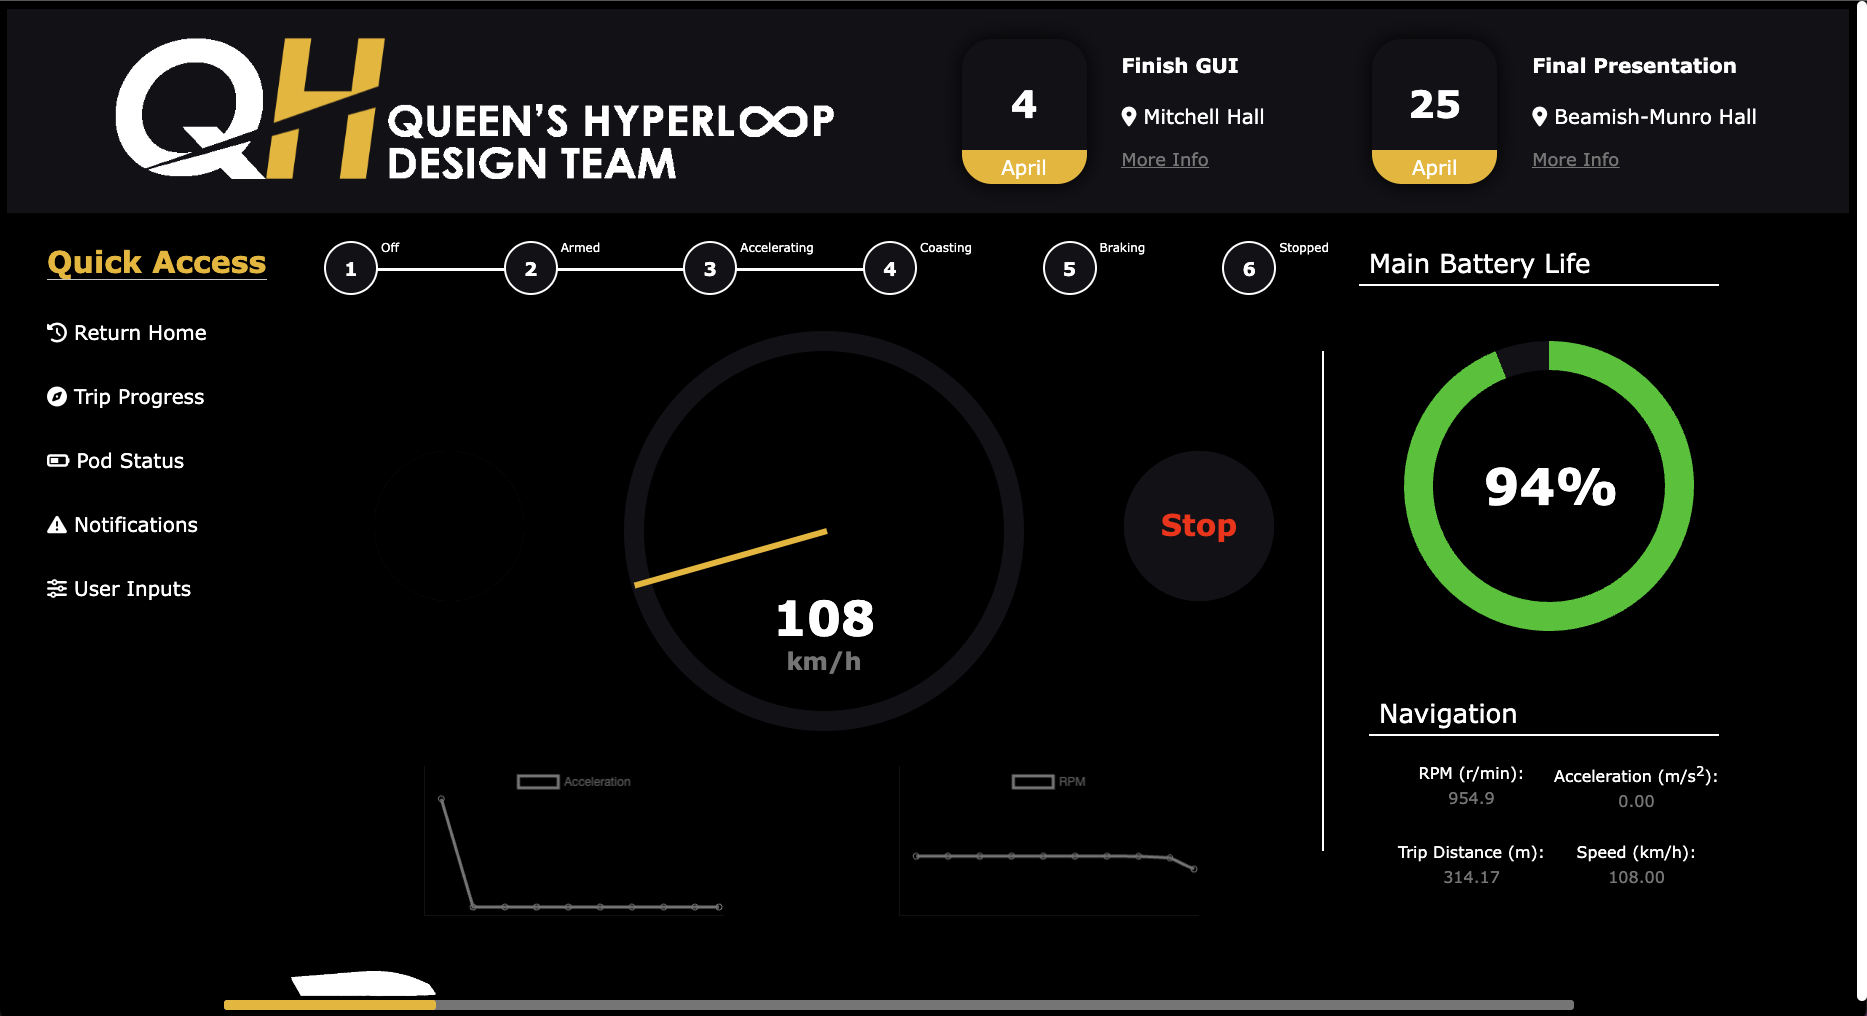 QH QUEEN'S HYPERLOOP
DESIGN TEAM
4
April
Finish GUI
Mitchell Hall
More Info
25
April
Final Presentation
Beamish-Munro Hall
More Info
Quick Access
Return Home
Trip Progress
Pod Status
Notifications
User Inputs
1 Off
2 Armed
3 Accelerating
4 Coasting
5 Braking
6 Stopped
108
km/h
Stop
Acceleration
RPM
Main Battery Life
94%
Navigation
RPM (r/min):
954.9
Acceleration (m/s²):
0.00
Trip Distance (m):
314.17
Speed (km/h):
108.00